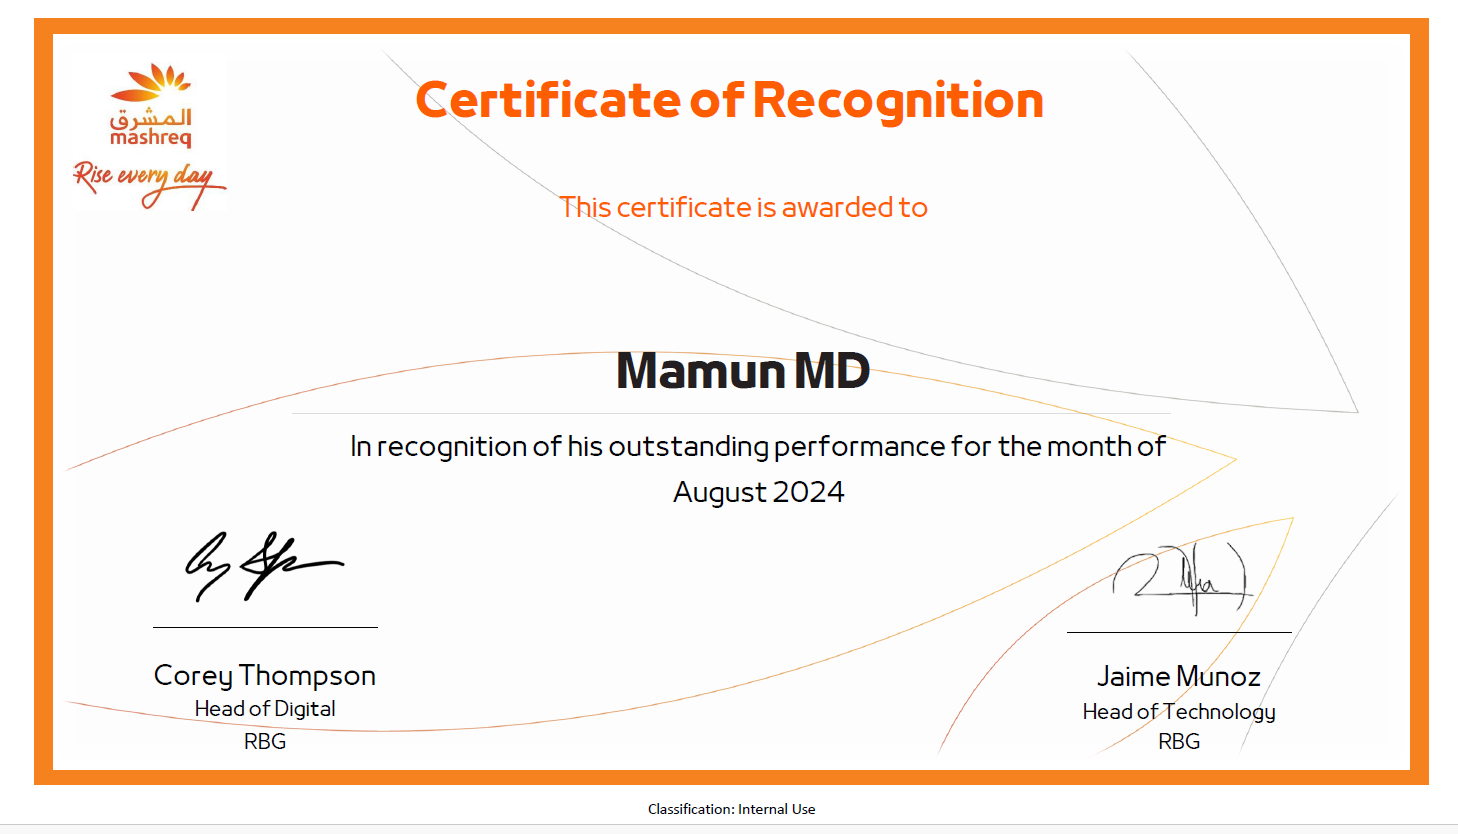 المشرق
mashreq
Rise every day
Certificate of Recognition
This certificate is awarded to
Mamun MD
In recognition of his outstanding performance for the month of
August 2024
Corey Thompson
Head of Digital
RBG
Jaime Munoz
Head of Technology
RBG
Classification: Internal Use